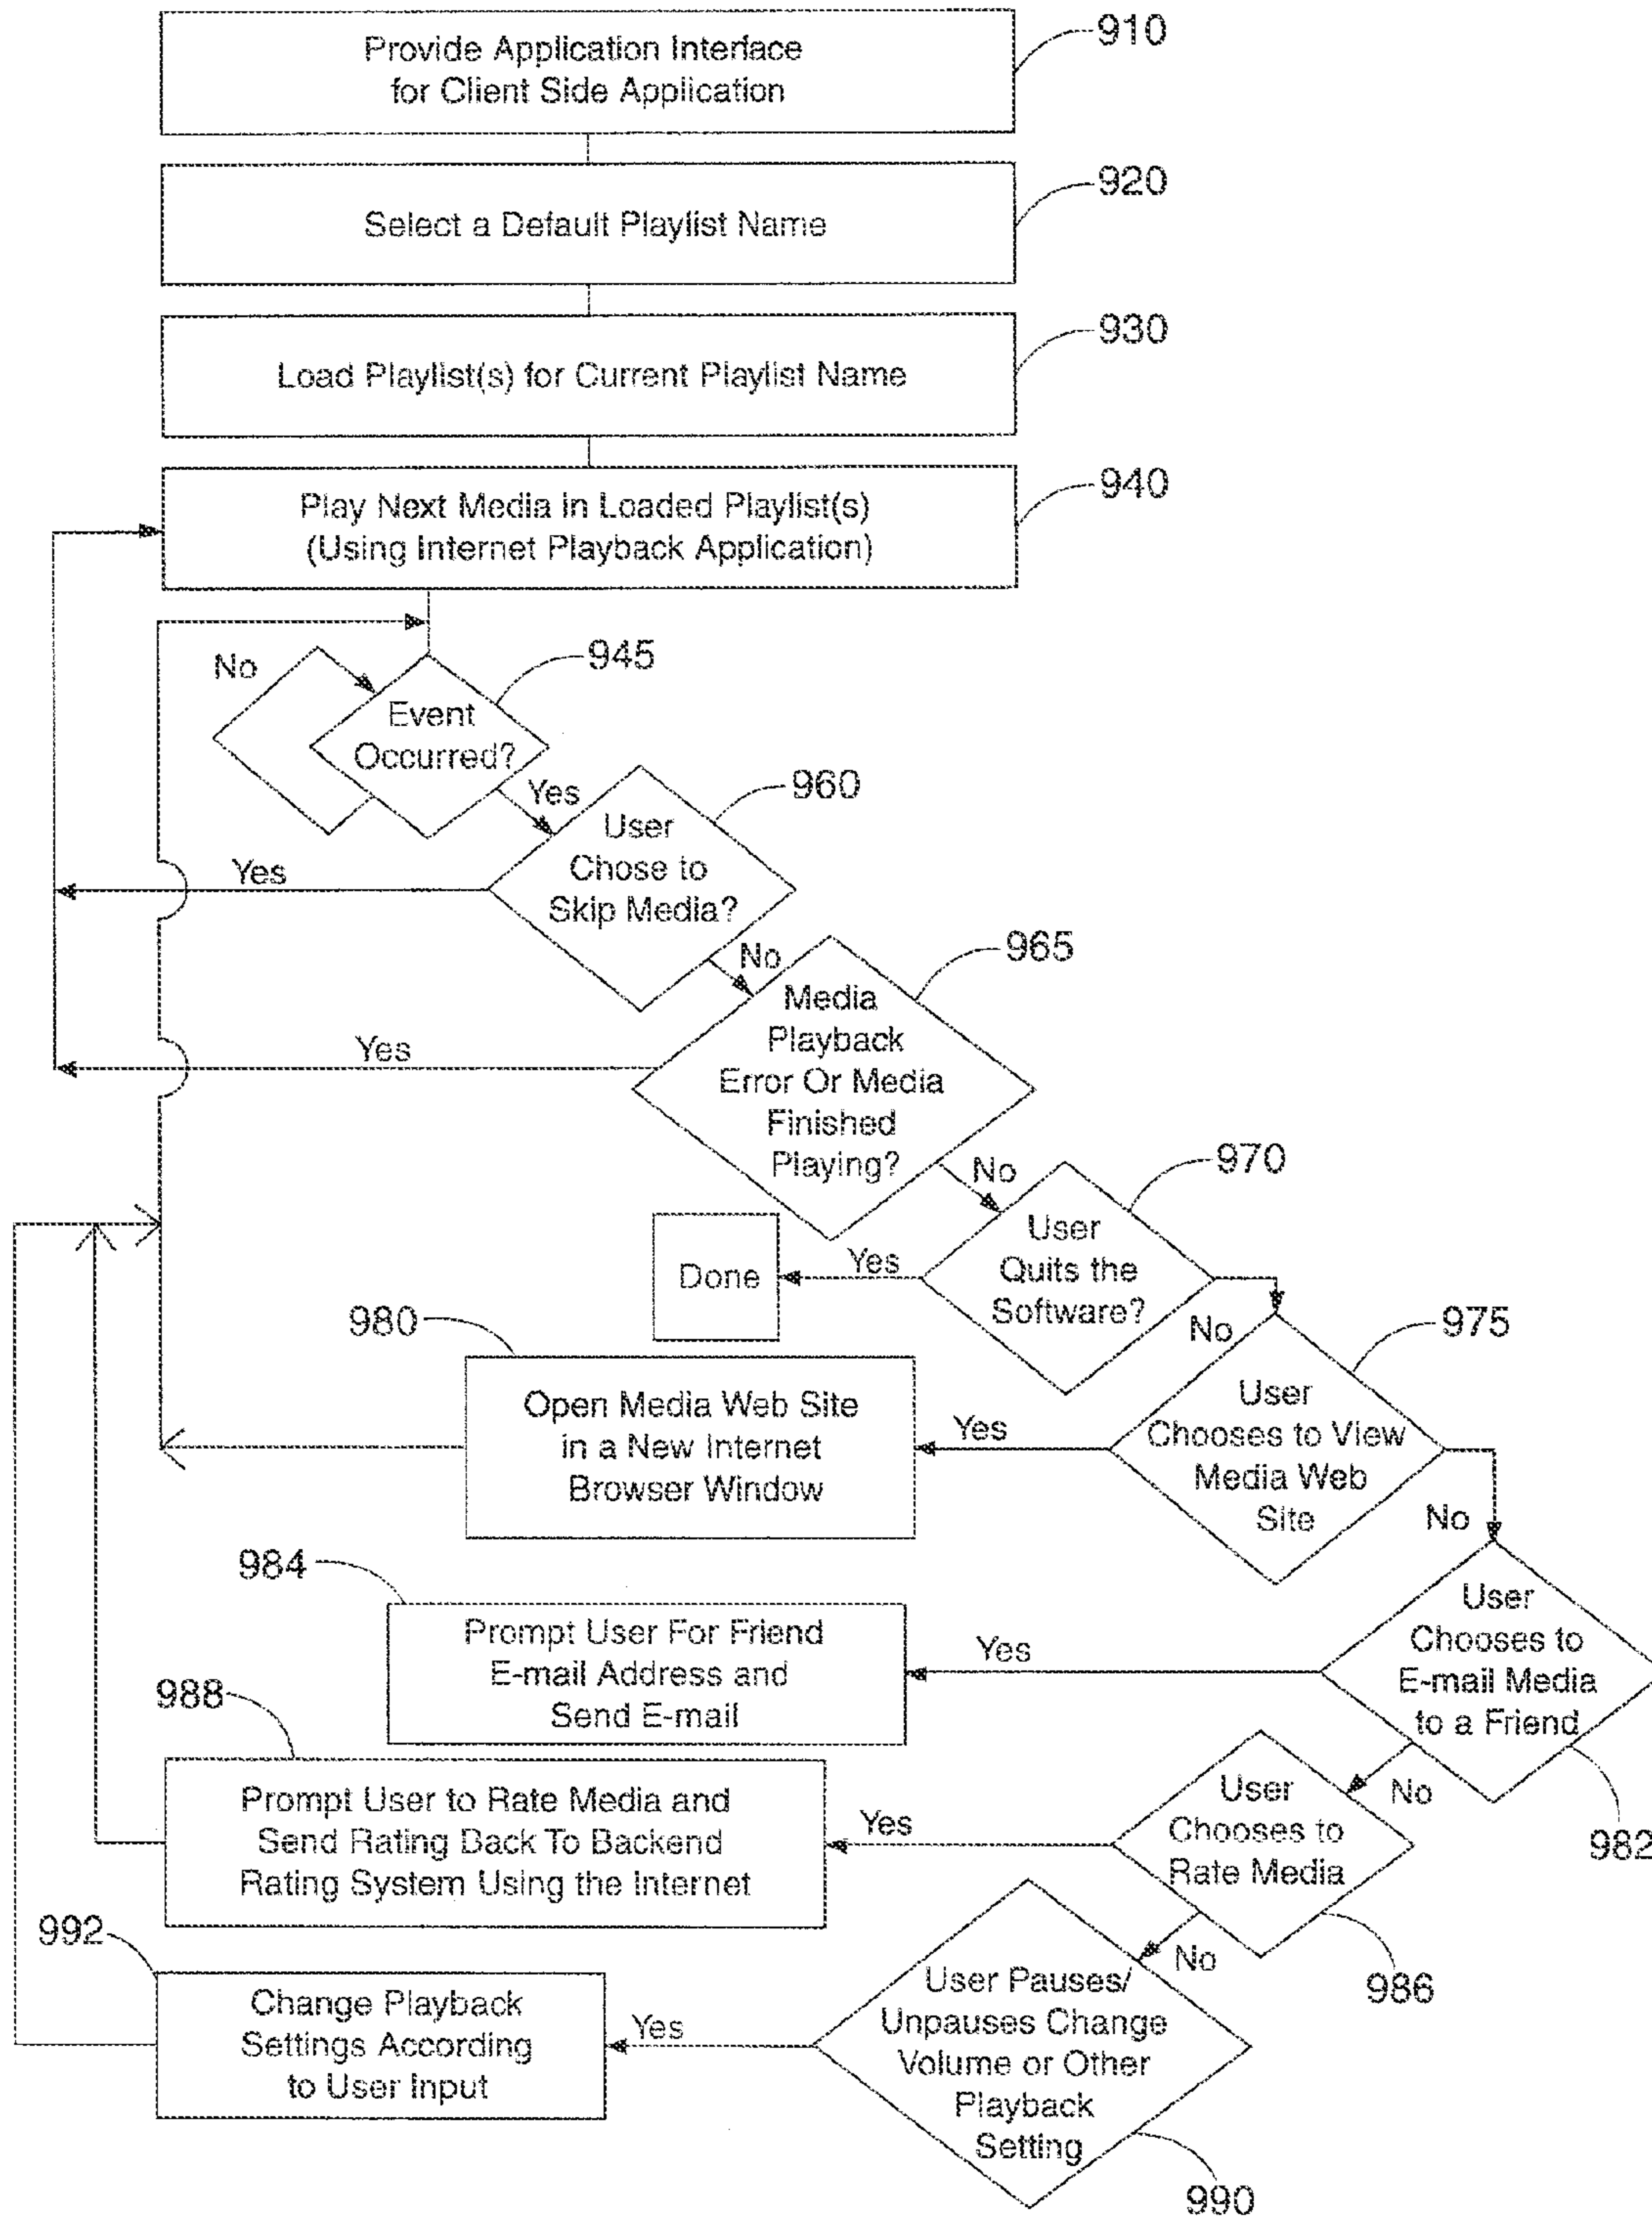 Provide Application Interface
for Client Side Application
910
Select a Default Playlist Name
920
Load Playlist(s) for Current Playlist Name
930
Play Next Media in Loaded Playlist(s)
(Using Internet Playback Application)
940
No
Event
Occurred?
945
Yes
User
Chose to
Skip Media?
960
Yes
No
Media
Playback
Error Or Media
Finished
Playing?
965
Yes
No
User
Quits the
Software?
970
Yes
Done
No
User
Chooses to View
Media Web
Site
975
Yes
980
Open Media Web Site
in a New Internet
Browser Window
No
User
Chooses to
E-mail Media
to a Friend
982
Yes
984
Prompt User For Friend
E-mail Address and
Send E-mail
No
User
Chooses to
Rate Media
986
Yes
988
Prompt User to Rate Media and
Send Rating Back To Backend
Rating System Using the Internet
No
User Pauses/
Unpauses Change
Volume or Other
Playback
Setting
990
Yes
992
Change Playback
Settings According
to User Input